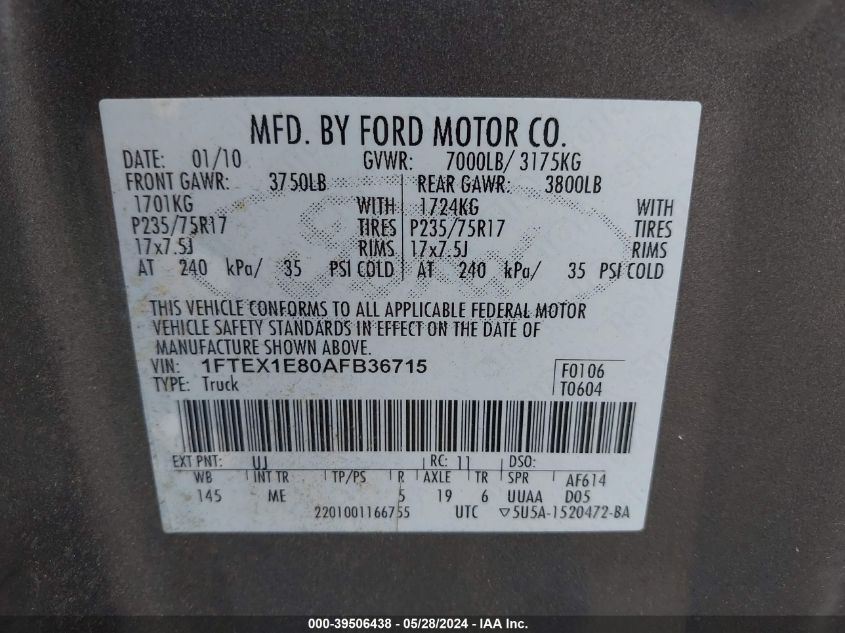 MFD. BY FORD MOTOR CO.
DATE: 01/10 GVWR: 7000LB/ 3175KG
FRONT GAWR: 3750LB REAR GAWR: 3800LB
1701KG WITH 1724KG WITH
P235/75R17 TIRES P235/75R17 TIRES
17x7.5J RIMS 17x7.5J RIMS
AT 240 kPa/ 35 PSI COLD AT 240 kPa/ 35 PSI COLD
THIS VEHICLE CONFORMS TO ALL APPLICABLE FEDERAL MOTOR
VEHICLE SAFETY STANDARDS IN EFFECT ON THE DATE OF
MANUFACTURE SHOWN ABOVE.
VIN: 1FTEX1E80AFB36715 F0106
TYPE: Truck T0604
EXT PNT: UJ RC: 11 DSO:
WB INT TR TP/PS R AXLE TR SPR AF614
145 ME 5 19 6 UUAA D05
2201001166755 UTC ▽5U5A-1520472-BA
000-39506438 - 05/28/2024 - IAA Inc.